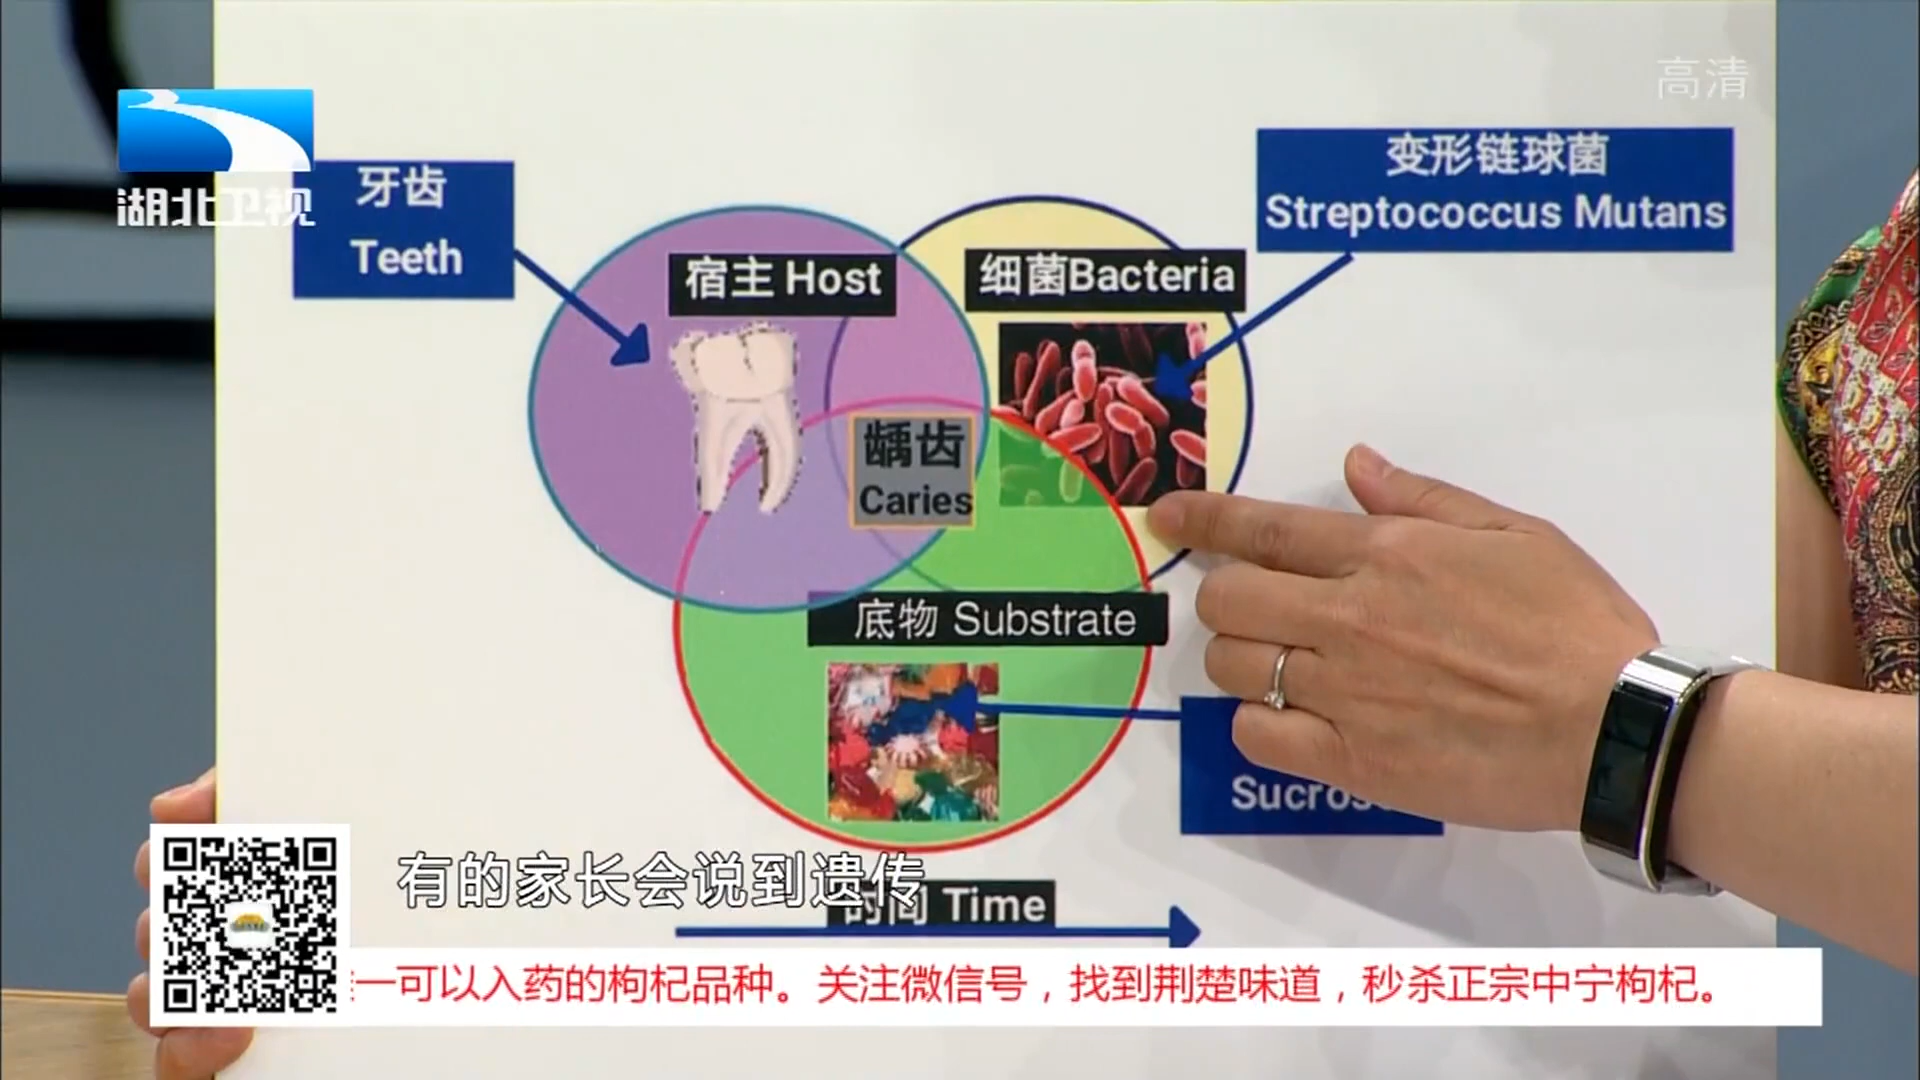 高清
湖北卫视
牙齿
Teeth
变形链球菌
Streptococcus Mutans
宿主 Host
细菌Bacteria
龋齿
Caries
底物 Substrate
有的家长会说到遗传
时间 Time
一可以入药的枸杞品种。关注微信号，找到荆楚味道，秒杀正宗中宁枸杞。